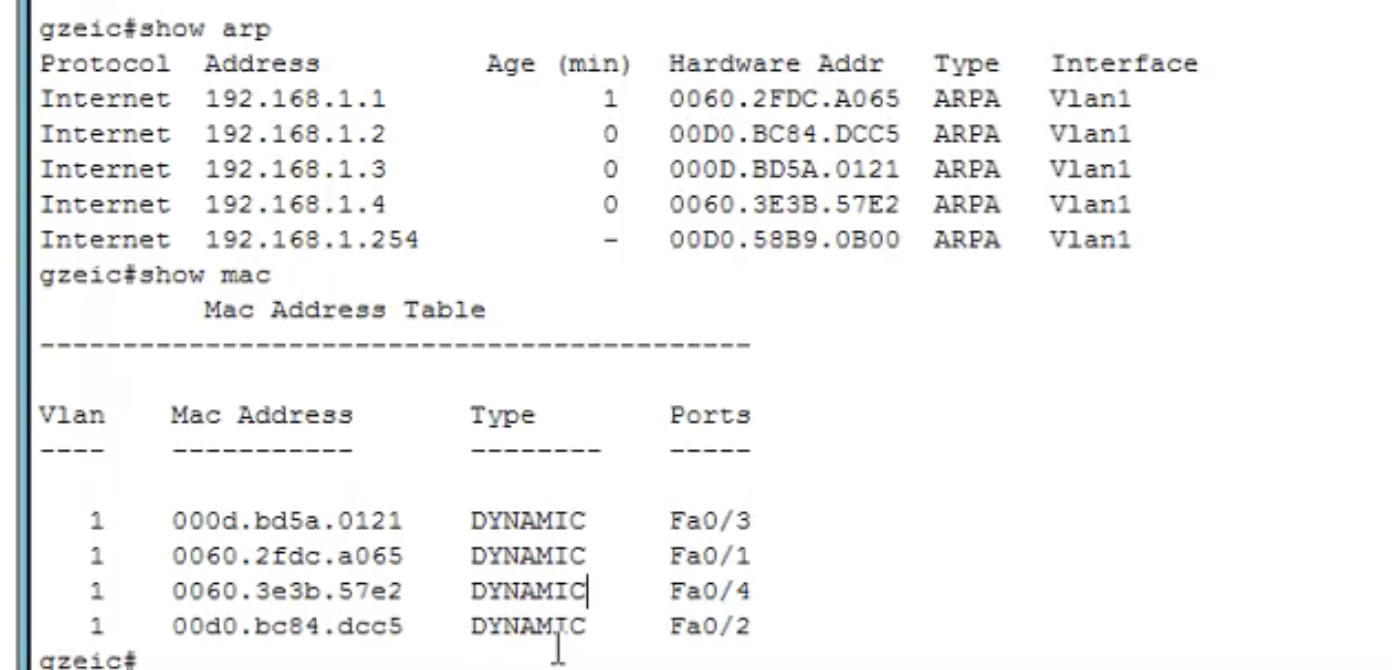 gzeic#show arp
Protocol  Address          Age (min)  Hardware Addr   Type   Interface
Internet  192.168.1.1             1   0060.2FDC.A065  ARPA   Vlan1
Internet  192.168.1.2             0   00D0.BC84.DCC5  ARPA   Vlan1
Internet  192.168.1.3             0   000D.BD5A.0121  ARPA   Vlan1
Internet  192.168.1.4             0   0060.3E3B.57E2  ARPA   Vlan1
Internet  192.168.1.254           -   00D0.58B9.0B00  ARPA   Vlan1
gzeic#show mac
          Mac Address Table
-------------------------------------------
Vlan    Mac Address       Type        Ports
----    -----------       --------    -----
   1    000d.bd5a.0121    DYNAMIC     Fa0/3
   1    0060.2fdc.a065    DYNAMIC     Fa0/1
   1    0060.3e3b.57e2    DYNAMIC     Fa0/4
   1    00d0.bc84.dcc5    DYNAMIC     Fa0/2
gzeic#